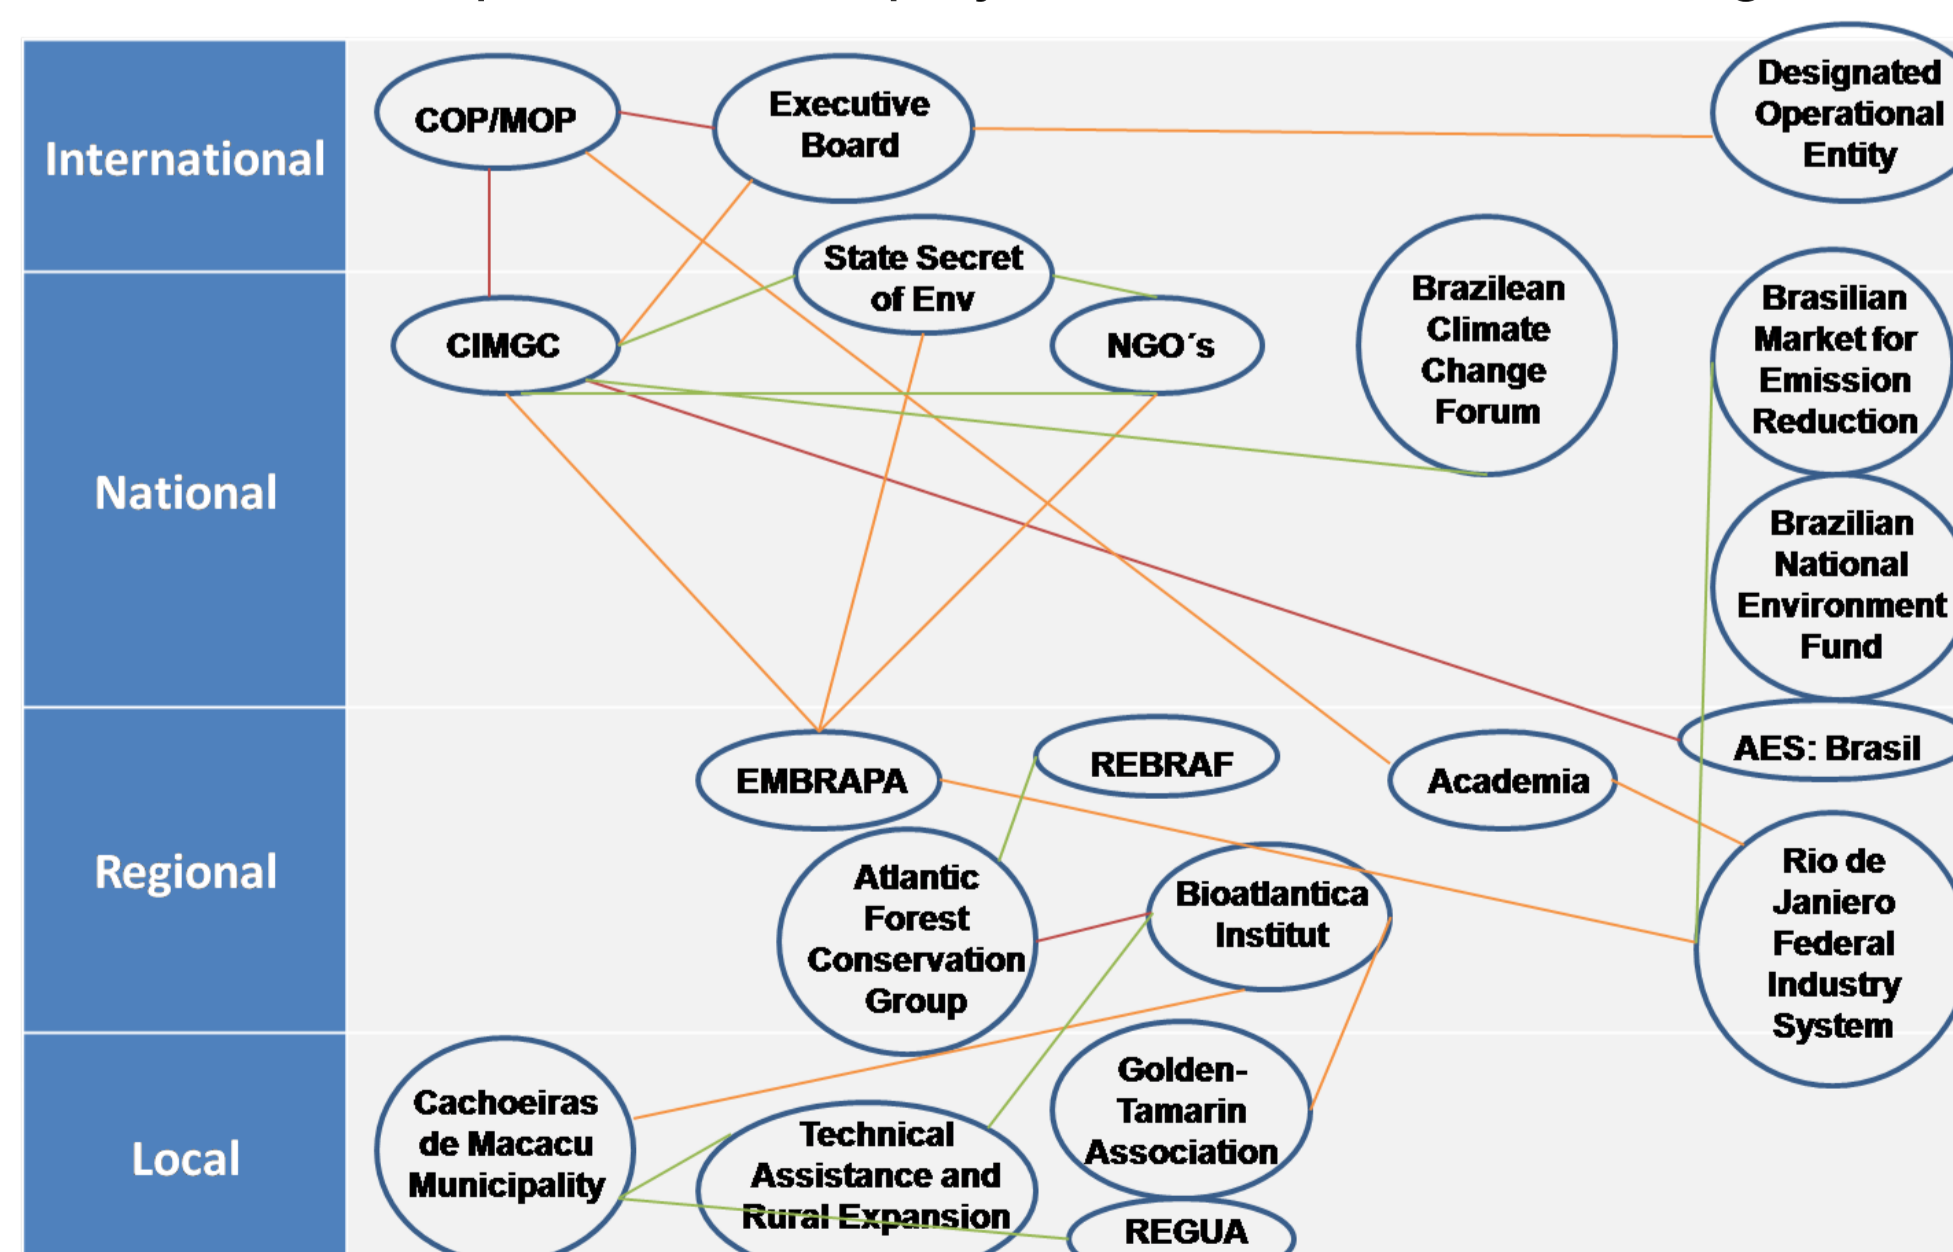 International
COP/MOP
Executive
Board
Designated
Operational
Entity
National
State Secret
of Env
CIMGC
NGO´s
Brazilean
Climate
Change
Forum
Brasilian
Market for
Emission
Reduction
Brazilian
National
Environment
Fund
AES: Brasil
Regional
EMBRAPA
REBRAF
Academia
Atlantic
Forest
Conservation
Group
Bioatlantica
Institut
Rio de
Janiero
Federal
Industry
System
Local
Cachoeiras
de Macacu
Municipality
Technical
Assistance and
Rural Expansion
Golden-
Tamarin
Association
REGUA